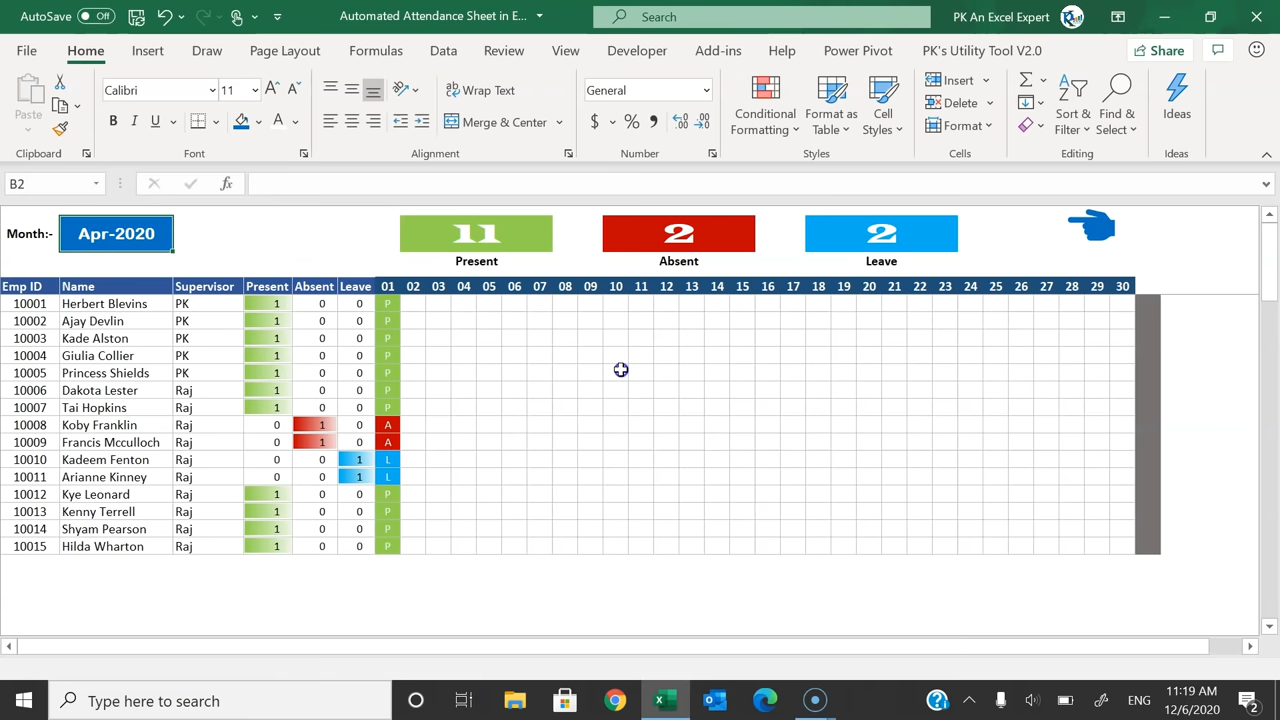 AutoSave Off Automated Attendance Sheet in E... Search PK An Excel Expert
File Home Insert Draw Page Layout Formulas Data Review View Developer Add-ins Help Power Pivot PK's Utility Tool V2.0 Share
Paste Calibri 11 A A ab Wrap Text General Conditional Formatting Format as Table Cell Styles Insert Sort & Filter Find & Select Ideas
B I U A Merge & Center $ % Delete
Format
Clipboard Font Alignment Number Styles Cells Editing Ideas
B2 fx
Month:- Apr-2020 11 2 2
Present Absent Leave
Emp ID Name Supervisor Present Absent Leave 01 02 03 04 05 06 07 08 09 10 11 12 13 14 15 16 17 18 19 20 21 22 23 24 25 26 27 28 29 30
10001 Herbert Blevins PK 1 0 0 P
10002 Ajay Devlin PK 1 0 0 P
10003 Kade Alston PK 1 0 0 P
10004 Giulia Collier PK 1 0 0 P
10005 Princess Shields PK 1 0 0 P
10006 Dakota Lester Raj 1 0 0 P
10007 Tai Hopkins Raj 1 0 0 P
10008 Koby Franklin Raj 0 1 0 A
10009 Francis Mcculloch Raj 0 1 0 A
10010 Kadeem Fenton Raj 0 0 1 L
10011 Arianne Kinney Raj 0 0 1 L
10012 Kye Leonard Raj 1 0 0 P
10013 Kenny Terrell Raj 1 0 0 P
10014 Shyam Pearson Raj 1 0 0 P
10015 Hilda Wharton Raj 1 0 0 P
Type here to search ENG 11:19 AM
12/6/2020 2